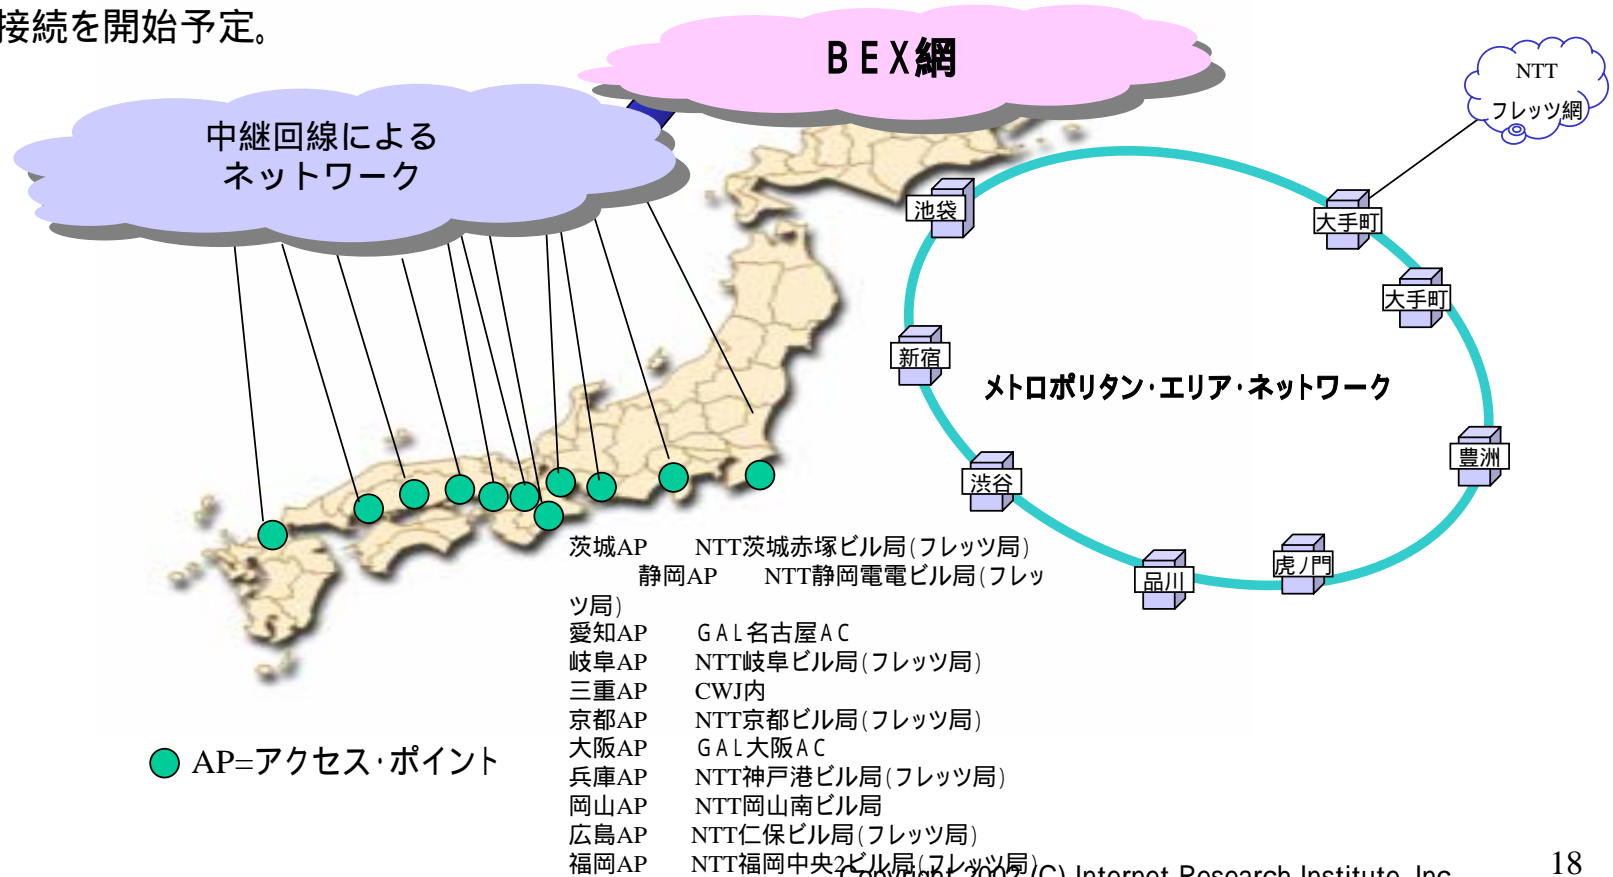 接続を開始予定。
BEX網
NTT
フレッツ網
中継回線による
ネットワーク
池袋
大手町
大手町
新宿
メトロポリタン・エリア・ネットワーク
豊洲
渋谷
虎ノ門
品川
茨城AP NTT茨城赤塚ビル局(フレッツ局)
静岡AP NTT静岡電電ビル局(フレッ
ツ局)
愛知AP GAL名古屋AC
岐阜AP NTT岐阜ビル局(フレッツ局)
三重AP CWJ内
京都AP NTT京都ビル局(フレッツ局)
大阪AP GAL大阪AC
兵庫AP NTT神戸港ビル局(フレッツ局)
岡山AP NTT岡山南ビル局
広島AP NTT仁保ビル局(フレッツ局)
福岡AP NTT福岡中央2ビル局(フレッツ局)
AP=アクセス・ポイント
Copyright 2002 (C) Internet Research Institute, Inc
18